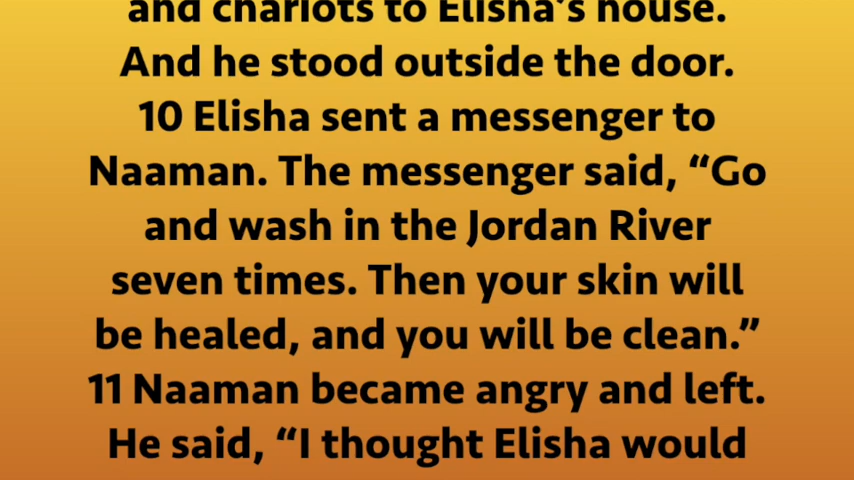 and chariots to Elisha’s house.
And he stood outside the door.
10 Elisha sent a messenger to
Naaman. The messenger said, “Go
and wash in the Jordan River
seven times. Then your skin will
be healed, and you will be clean.”
11 Naaman became angry and left.
He said, “I thought Elisha would